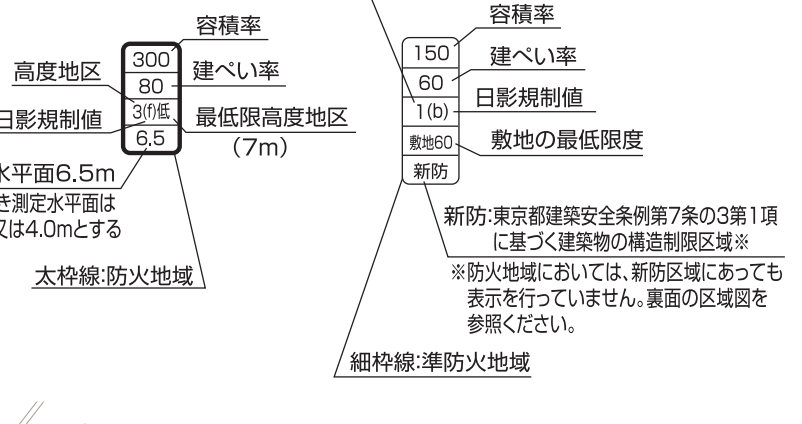 容積率
300
高度地区
80
建ぺい率
日影規制値
3(f)低
最低限高度地区
(7m)
6.5
水平面6.5m
き測定水平面は
又は4.0mとする
太枠線:防火地域
容積率
150
建ぺい率
60
日影規制値
1(b)
敷地60
敷地の最低限度
新防
新防:東京都建築安全条例第7条の3第1項
に基づく建築物の構造制限区域※
※防火地域においては、新防区域にあっても
表示を行っていません。裏面の区域図を
参照ください。
細枠線:準防火地域